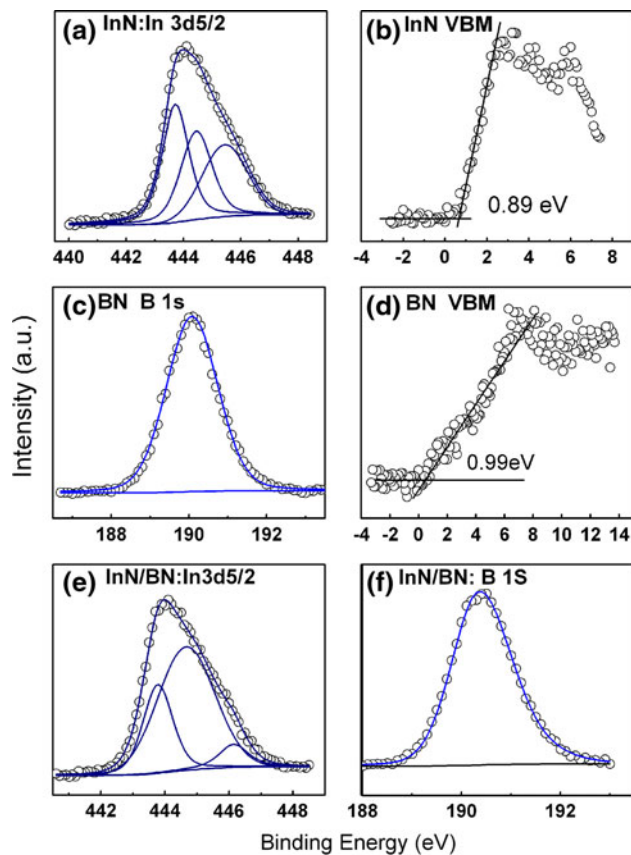 (a) InN:In 3d5/2
440 442 444 446 448
(b) InN VBM
0.89 eV
-4 -2 0 2 4 6 8
(c) BN B 1s
188 190 192
(d) BN VBM
0.99eV
-4 -2 0 2 4 6 8 10 12 14
(e) InN/BN:In3d5/2
442 444 446 448
(f) InN/BN: B 1S
188 190 192
Intensity (a.u.)
Binding Energy (eV)